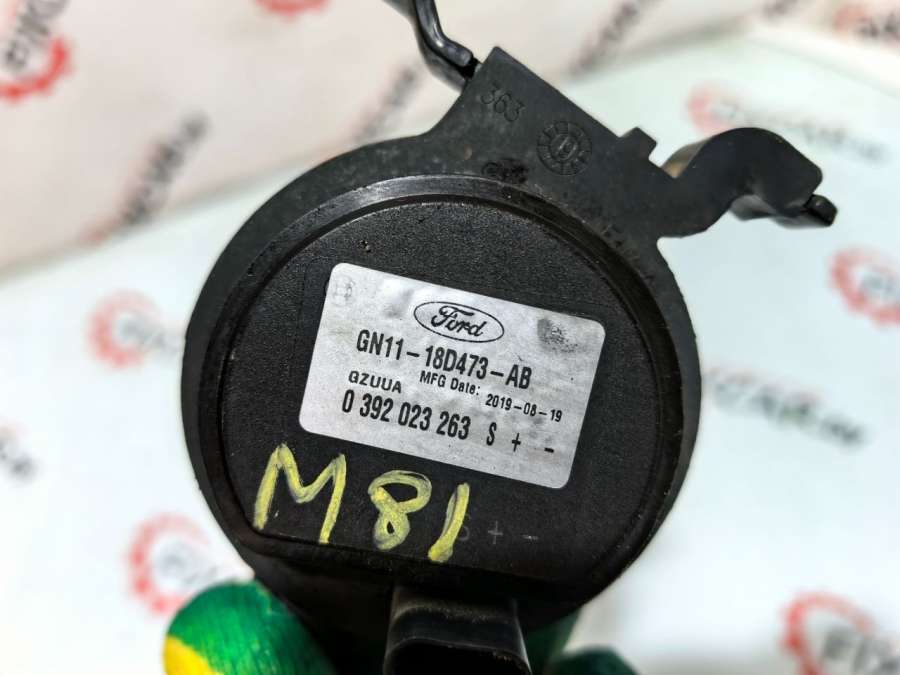 363
Ford
GN11-18D473-AB
GZUUA MFG Date: 2019-08-19
0 392 023 263 S + -
M81
+ -